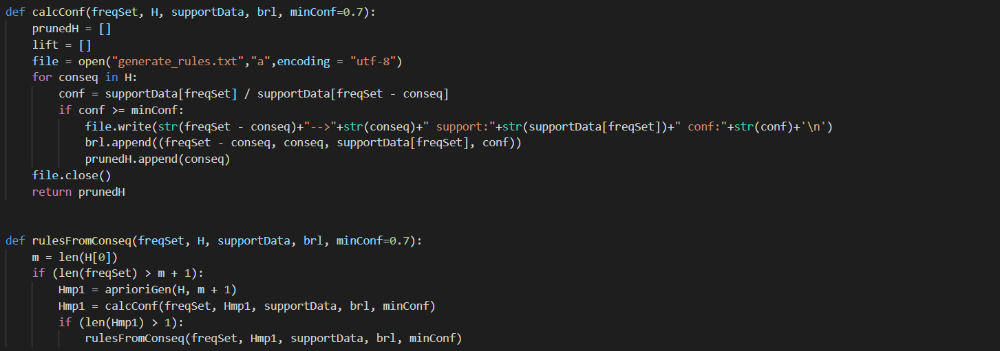 def calcConf(freqSet, H, supportData, brl, minConf=0.7):
    prunedH = []
    lift = []
    file = open("generate_rules.txt","a",encoding = "utf-8")
    for conseq in H:
        conf = supportData[freqSet] / supportData[freqSet - conseq]
        if conf >= minConf:
            file.write(str(freqSet - conseq)+"-->"+str(conseq)+" support:"+str(supportData[freqSet])+" conf:"+str(conf)+'\n')
            brl.append((freqSet - conseq, conseq, supportData[freqSet], conf))
            prunedH.append(conseq)
    file.close()
    return prunedH


def rulesFromConseq(freqSet, H, supportData, brl, minConf=0.7):
    m = len(H[0])
    if (len(freqSet) > m + 1):
        Hmp1 = aprioriGen(H, m + 1)
        Hmp1 = calcConf(freqSet, Hmp1, supportData, brl, minConf)
        if (len(Hmp1) > 1):
            rulesFromConseq(freqSet, Hmp1, supportData, brl, minConf)